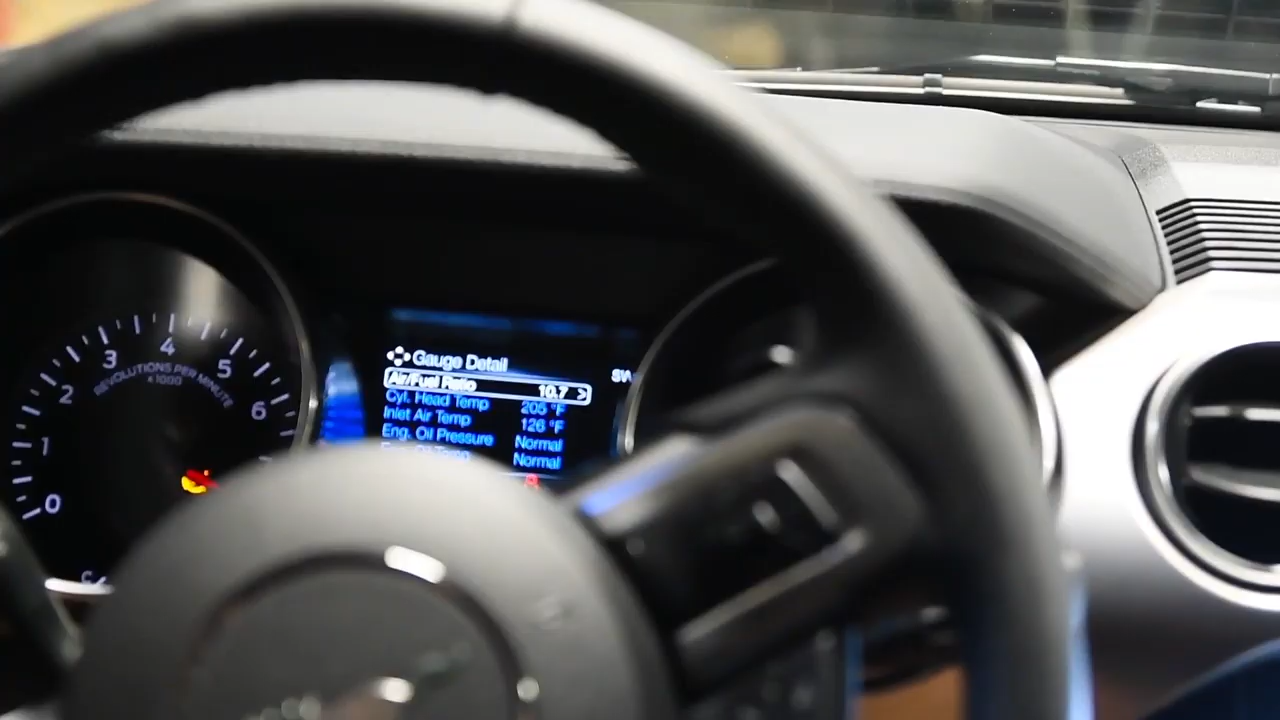 Gauge Detail
Air/Fuel Ratio 10.7 >
Cyl. Head Temp 205 °F
Inlet Air Temp 126 °F
Eng. Oil Pressure Normal
Normal
REVOLUTIONS PER MINUTE
x1000
0
1
2
3
4
5
6